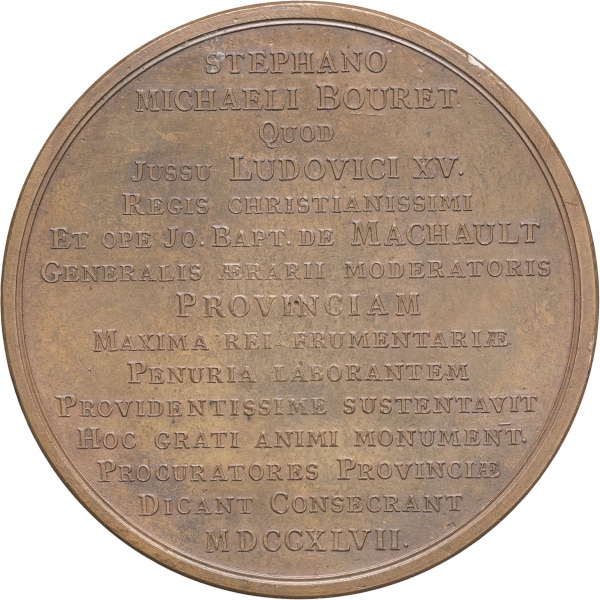 STEPHANO
MICHAELI BOURET.
QUOD
JUSSU LUDOVICI XV.
REGIS CHRISTIANISSIMI
ET OPE JO. BAPT. DE MACHAULT
GENERALIS ÆRARII MODERATORIS
PROVINCIAM
MAXIMA REI FRUMENTARIÆ
PENURIA LABORANTEM
PROVIDENTISSIME SUSTENTAVIT
HOC GRATI ANIMI MONUMENT̄.
PROCURATORES PROVINCIÆ
DICANT CONSECRANT
MDCCXLVII.